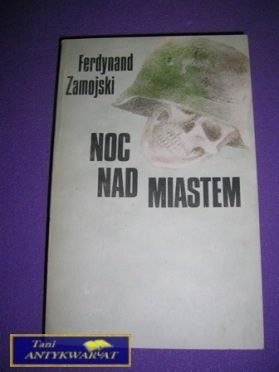 Ferdynand
Zamojski
NOC
NAD MIASTEM
Tani
ANTYKWARIAT